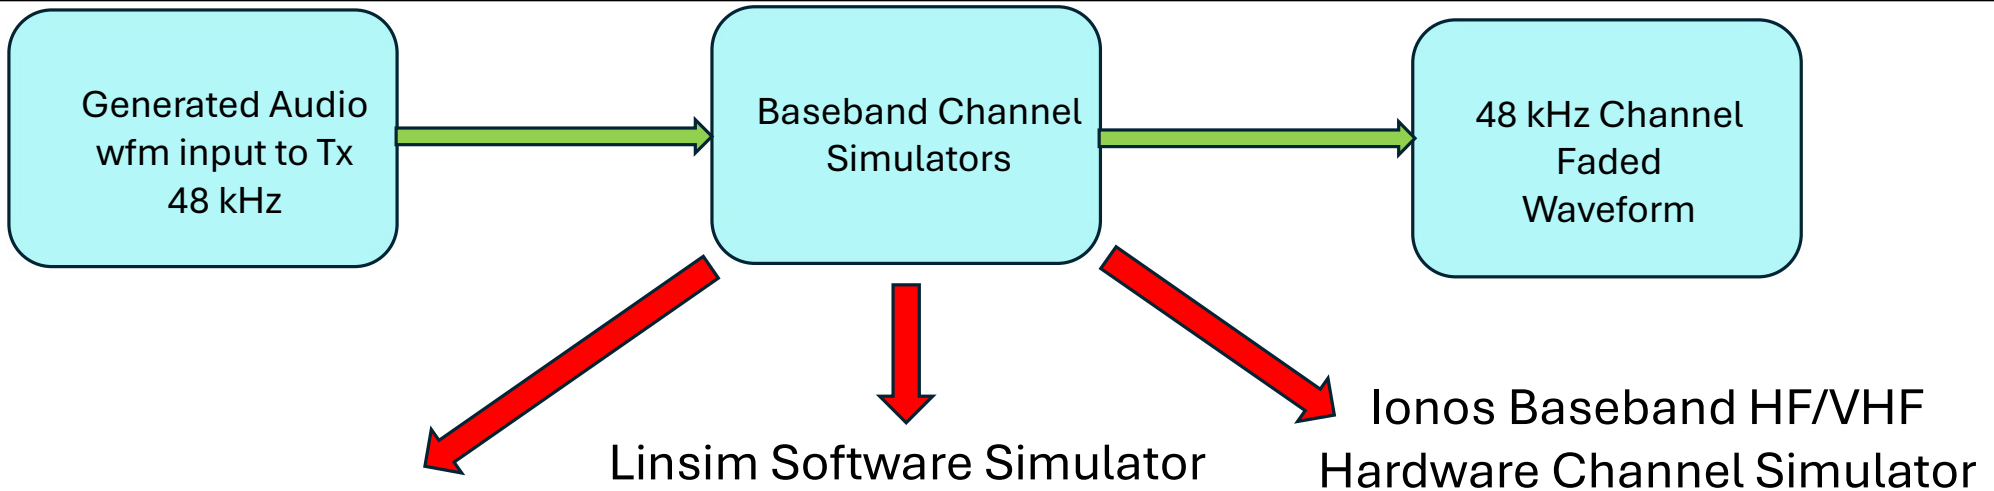 Generated Audio
wfm input to Tx
48 kHz
Baseband Channel
Simulators
48 kHz Channel
Faded
Waveform
Linsim Software Simulator
Ionos Baseband HF/VHF
Hardware Channel Simulator